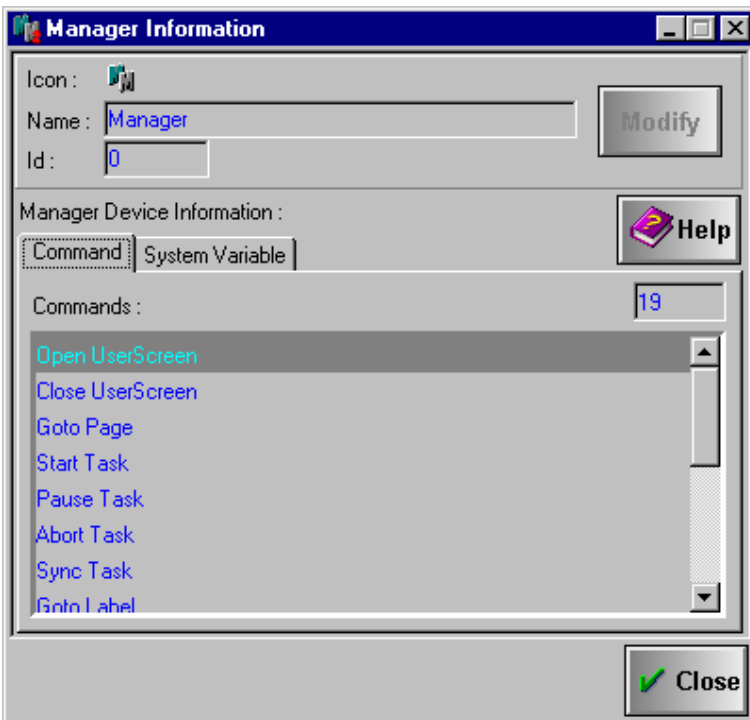 Manager Information
Icon :
Name : Manager
Modify
Id : 0
Manager Device Information :
Help
Command System Variable
Commands : 19
Open UserScreen
Close UserScreen
Goto Page
Start Task
Pause Task
Abort Task
Sync Task
Goto Label
Close